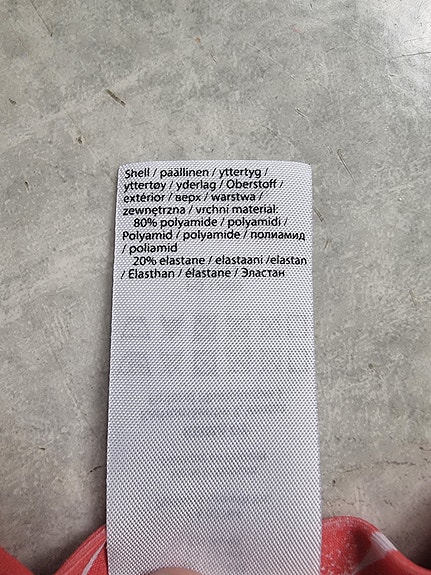 Shell / päällinen / yttertyg /
yttertøy / yderlag / Oberstoff /
extérior / верх / warstwa /
zewnętrzna / vrchní materiál:
80% polyamide / polyamidi /
Polyamid / polyamide / полиамид
/ poliamid
20% elastane / elastaani /elastan
/ Elasthan / élastane / Эластан